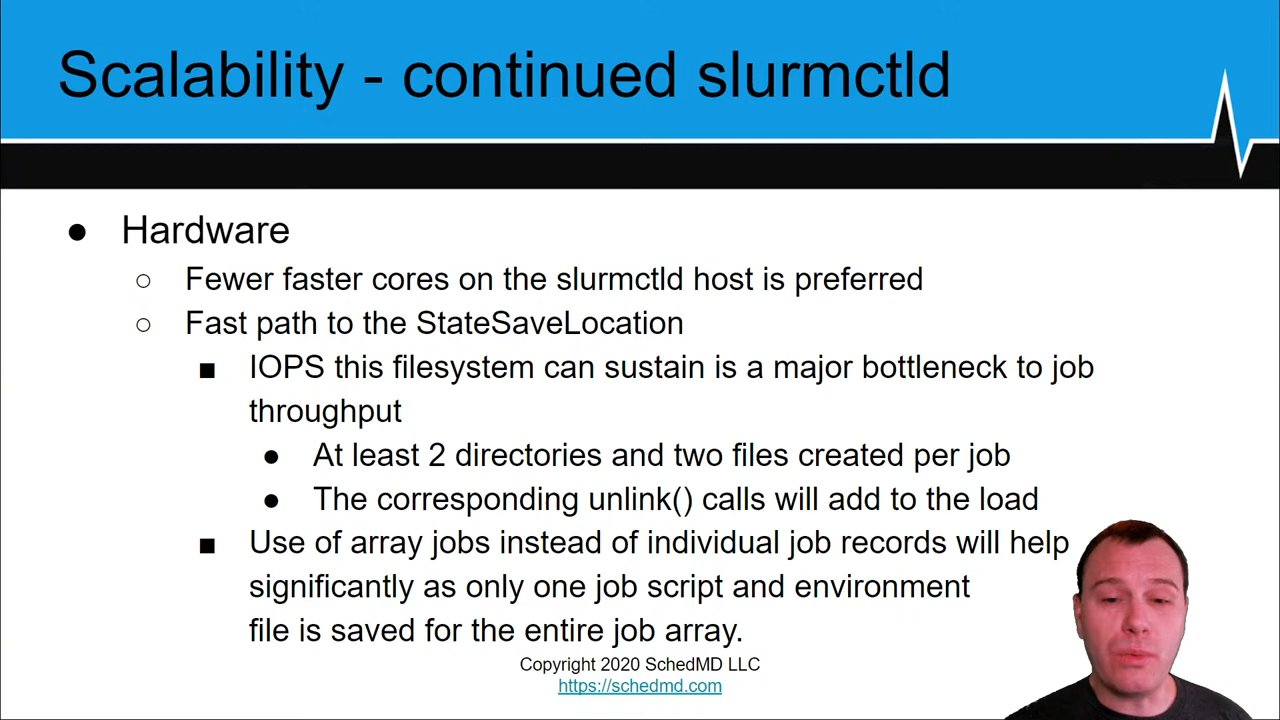 Scalability - continued slurmctld
● Hardware
○ Fewer faster cores on the slurmctld host is preferred
○ Fast path to the StateSaveLocation
■ IOPS this filesystem can sustain is a major bottleneck to job
throughput
● At least 2 directories and two files created per job
● The corresponding unlink() calls will add to the load
■ Use of array jobs instead of individual job records will help
significantly as only one job script and environment
file is saved for the entire job array.
Copyright 2020 SchedMD LLC
https://schedmd.com